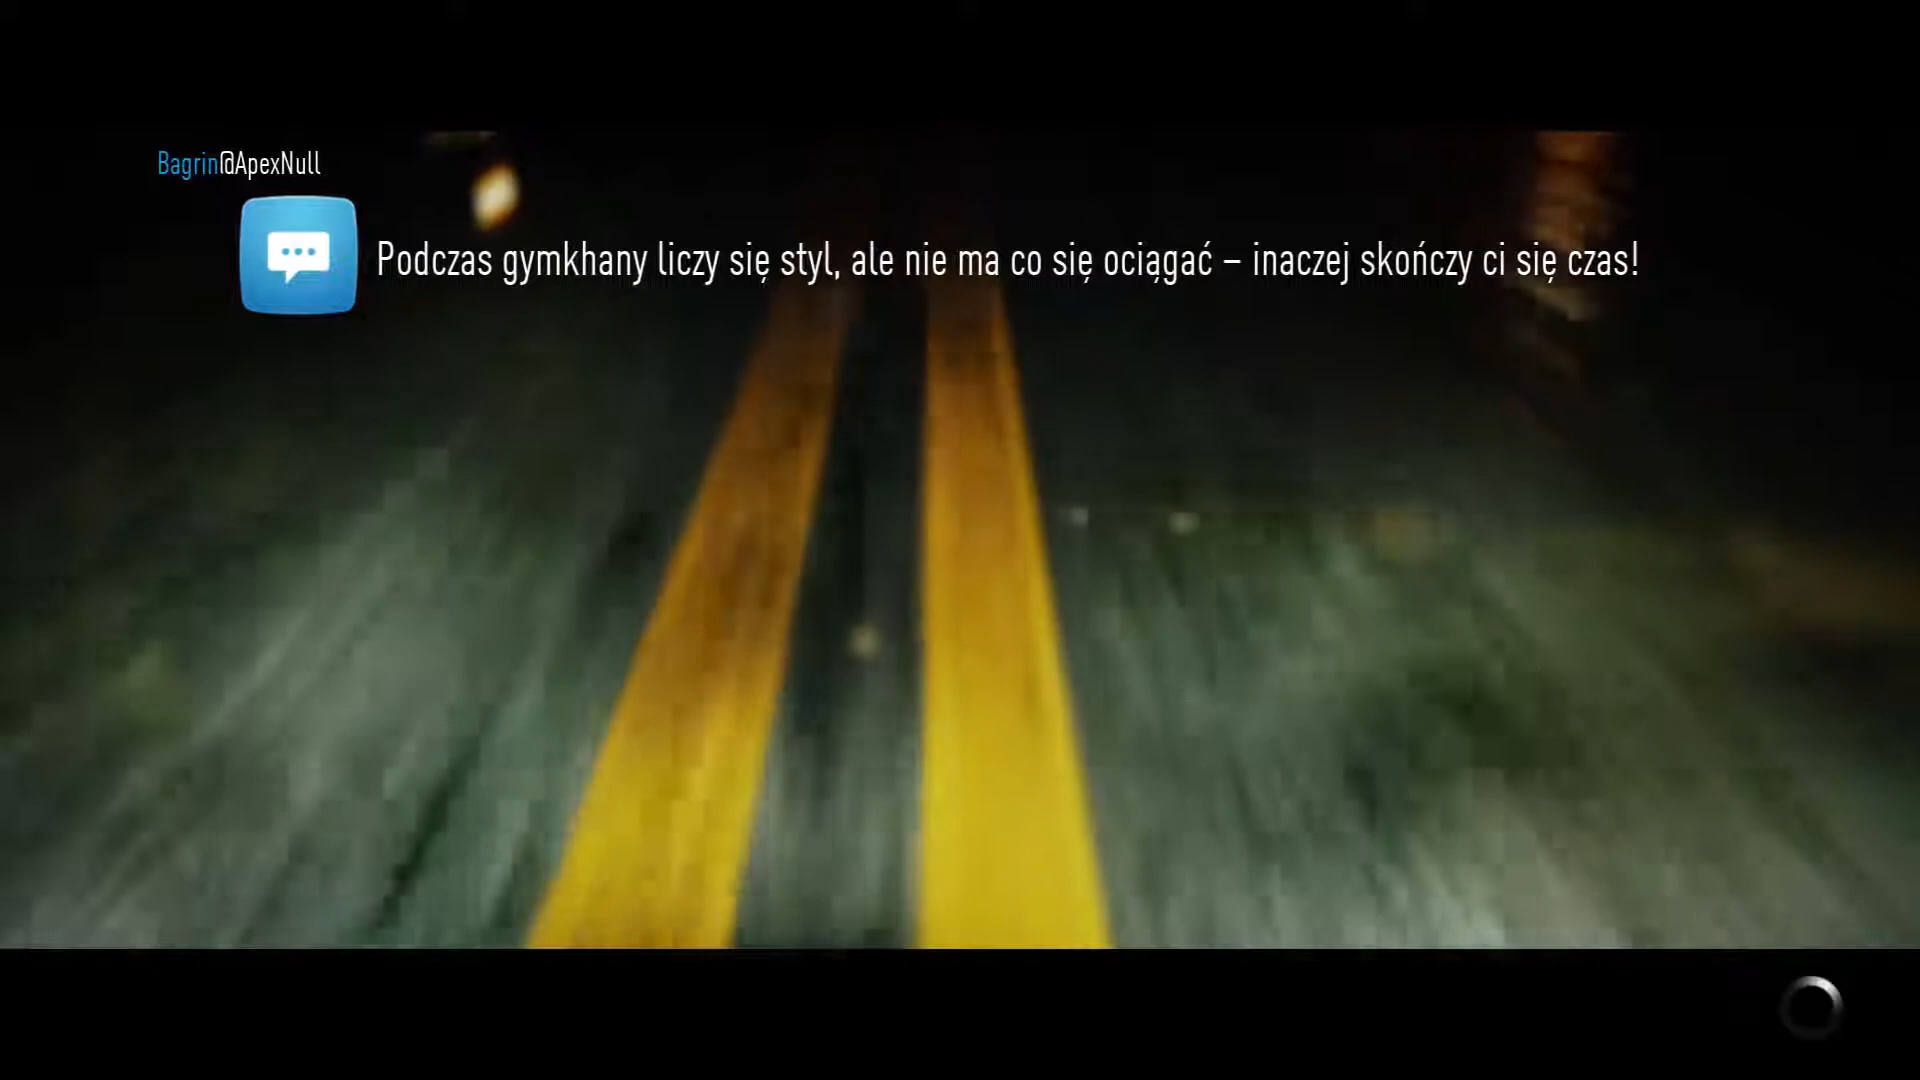 Bagrin@ApexNull
Podczas gymkhany liczy się styl, ale nie ma co się ociągać – inaczej skończy ci się czas!